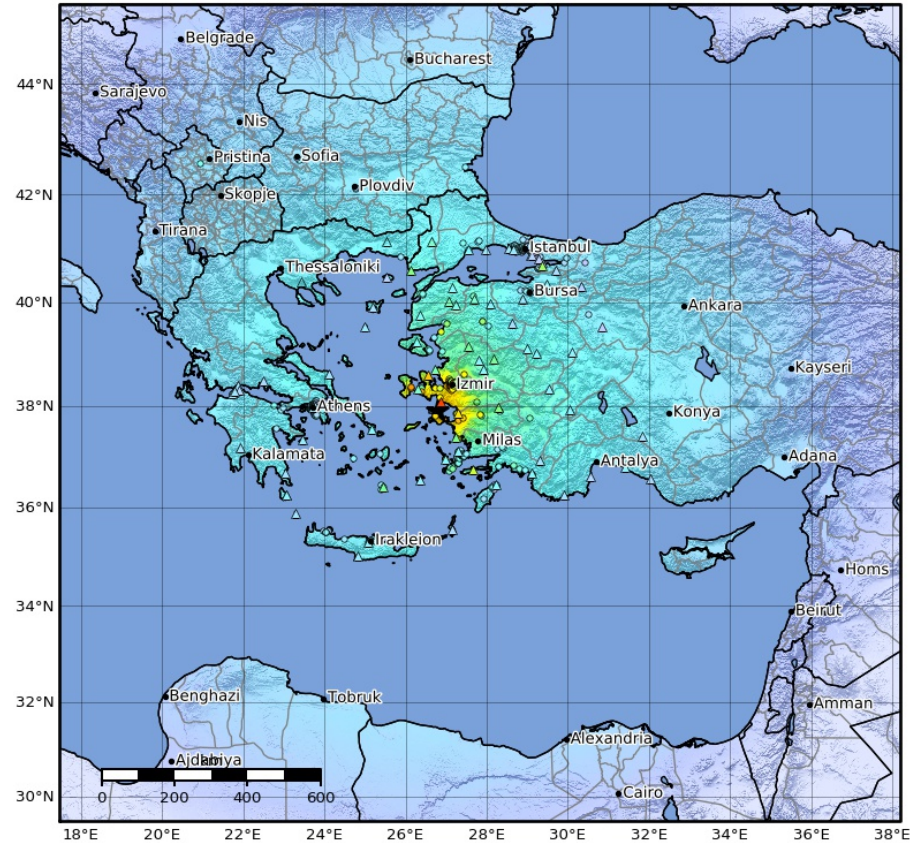 Belgrade
Bucharest
44°N
Sarajevo
Nis
Pristina
Sofia
Plovdiv
42°N
Skopje
Tirana
Istanbul
Thessaloniki
Bursa
40°N
Ankara
Kayseri
Izmir
38°N
Athens
Konya
Milas
Kalamata
Antalya
Adana
36°N
Irakleion
Homs
34°N
Beirut
32°N
Benghazi
Tobruk
Amman
Alexandria
Ajdabiya
km
30°N
0 200 400 600
Cairo
18°E 20°E 22°E 24°E 26°E 28°E 30°E 32°E 34°E 36°E 38°E